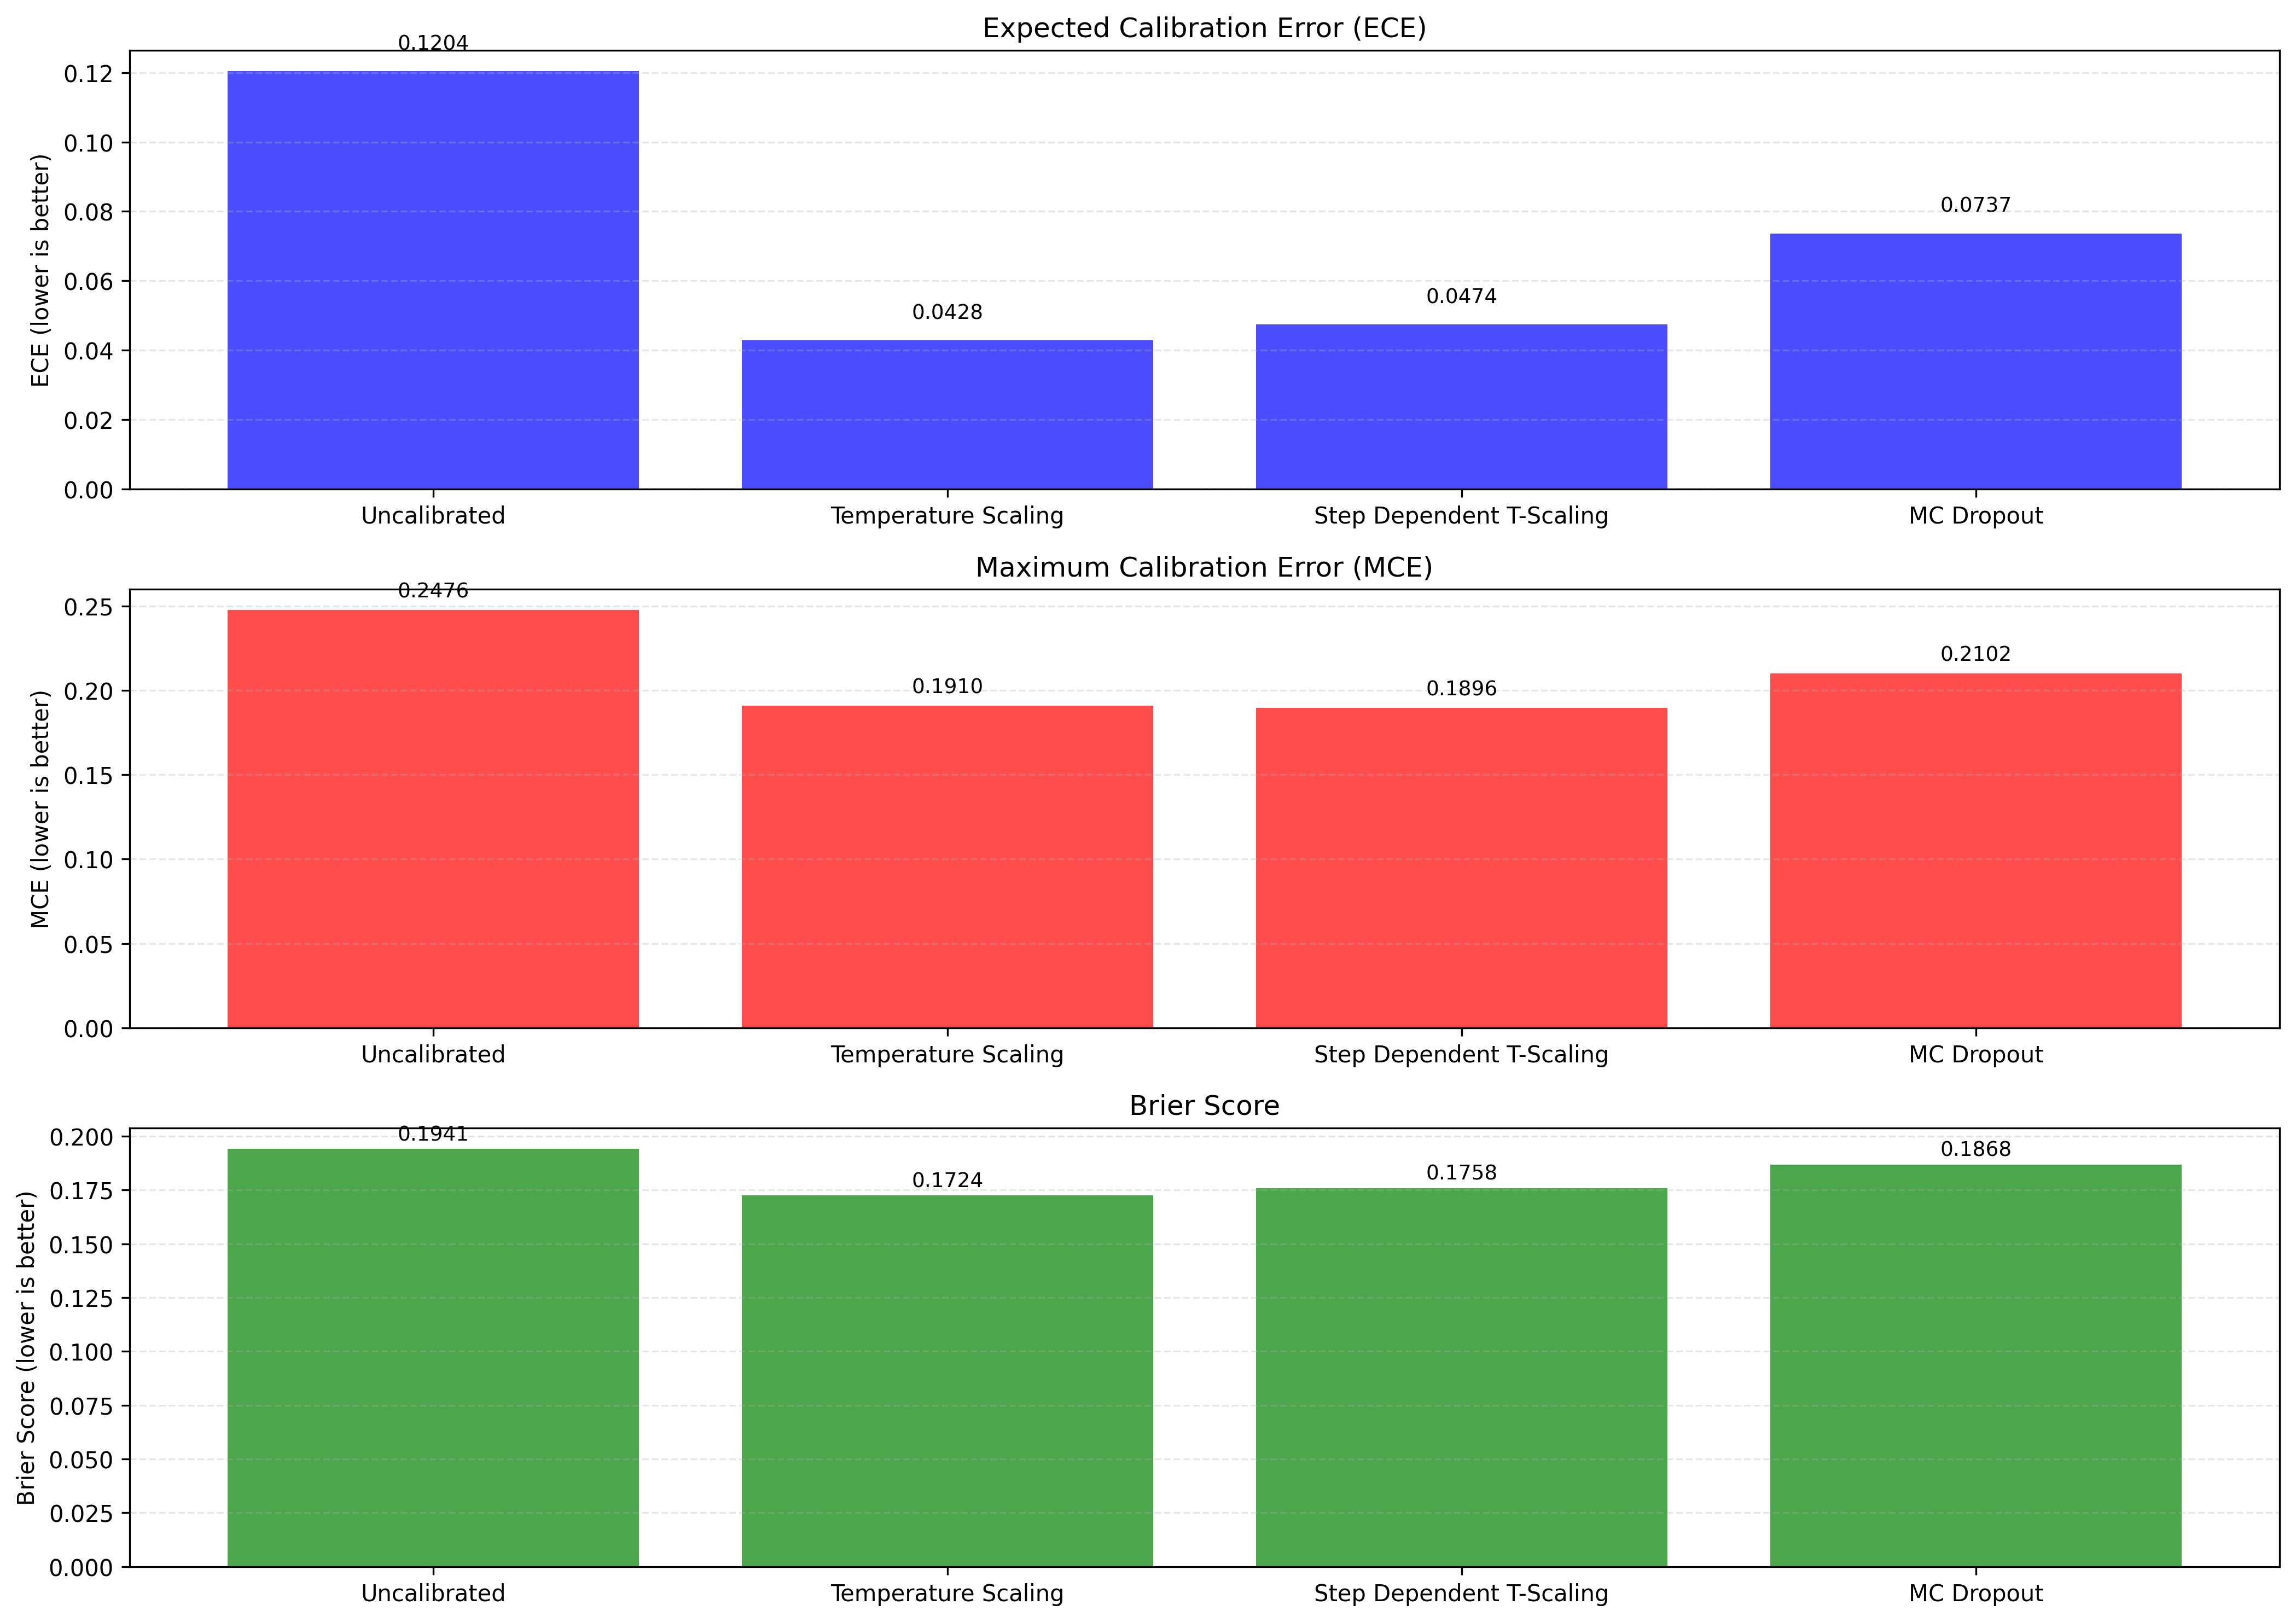 Expected Calibration Error (ECE)
ECE (lower is better)
0.12
0.10
0.08
0.06
0.04
0.02
0.00
0.1204
0.0428
0.0474
0.0737
Uncalibrated
Temperature Scaling
Step Dependent T-Scaling
MC Dropout
Maximum Calibration Error (MCE)
MCE (lower is better)
0.25
0.20
0.15
0.10
0.05
0.00
0.2476
0.1910
0.1896
0.2102
Uncalibrated
Temperature Scaling
Step Dependent T-Scaling
MC Dropout
Brier Score
Brier Score (lower is better)
0.200
0.175
0.150
0.125
0.100
0.075
0.050
0.025
0.000
0.1941
0.1724
0.1758
0.1868
Uncalibrated
Temperature Scaling
Step Dependent T-Scaling
MC Dropout